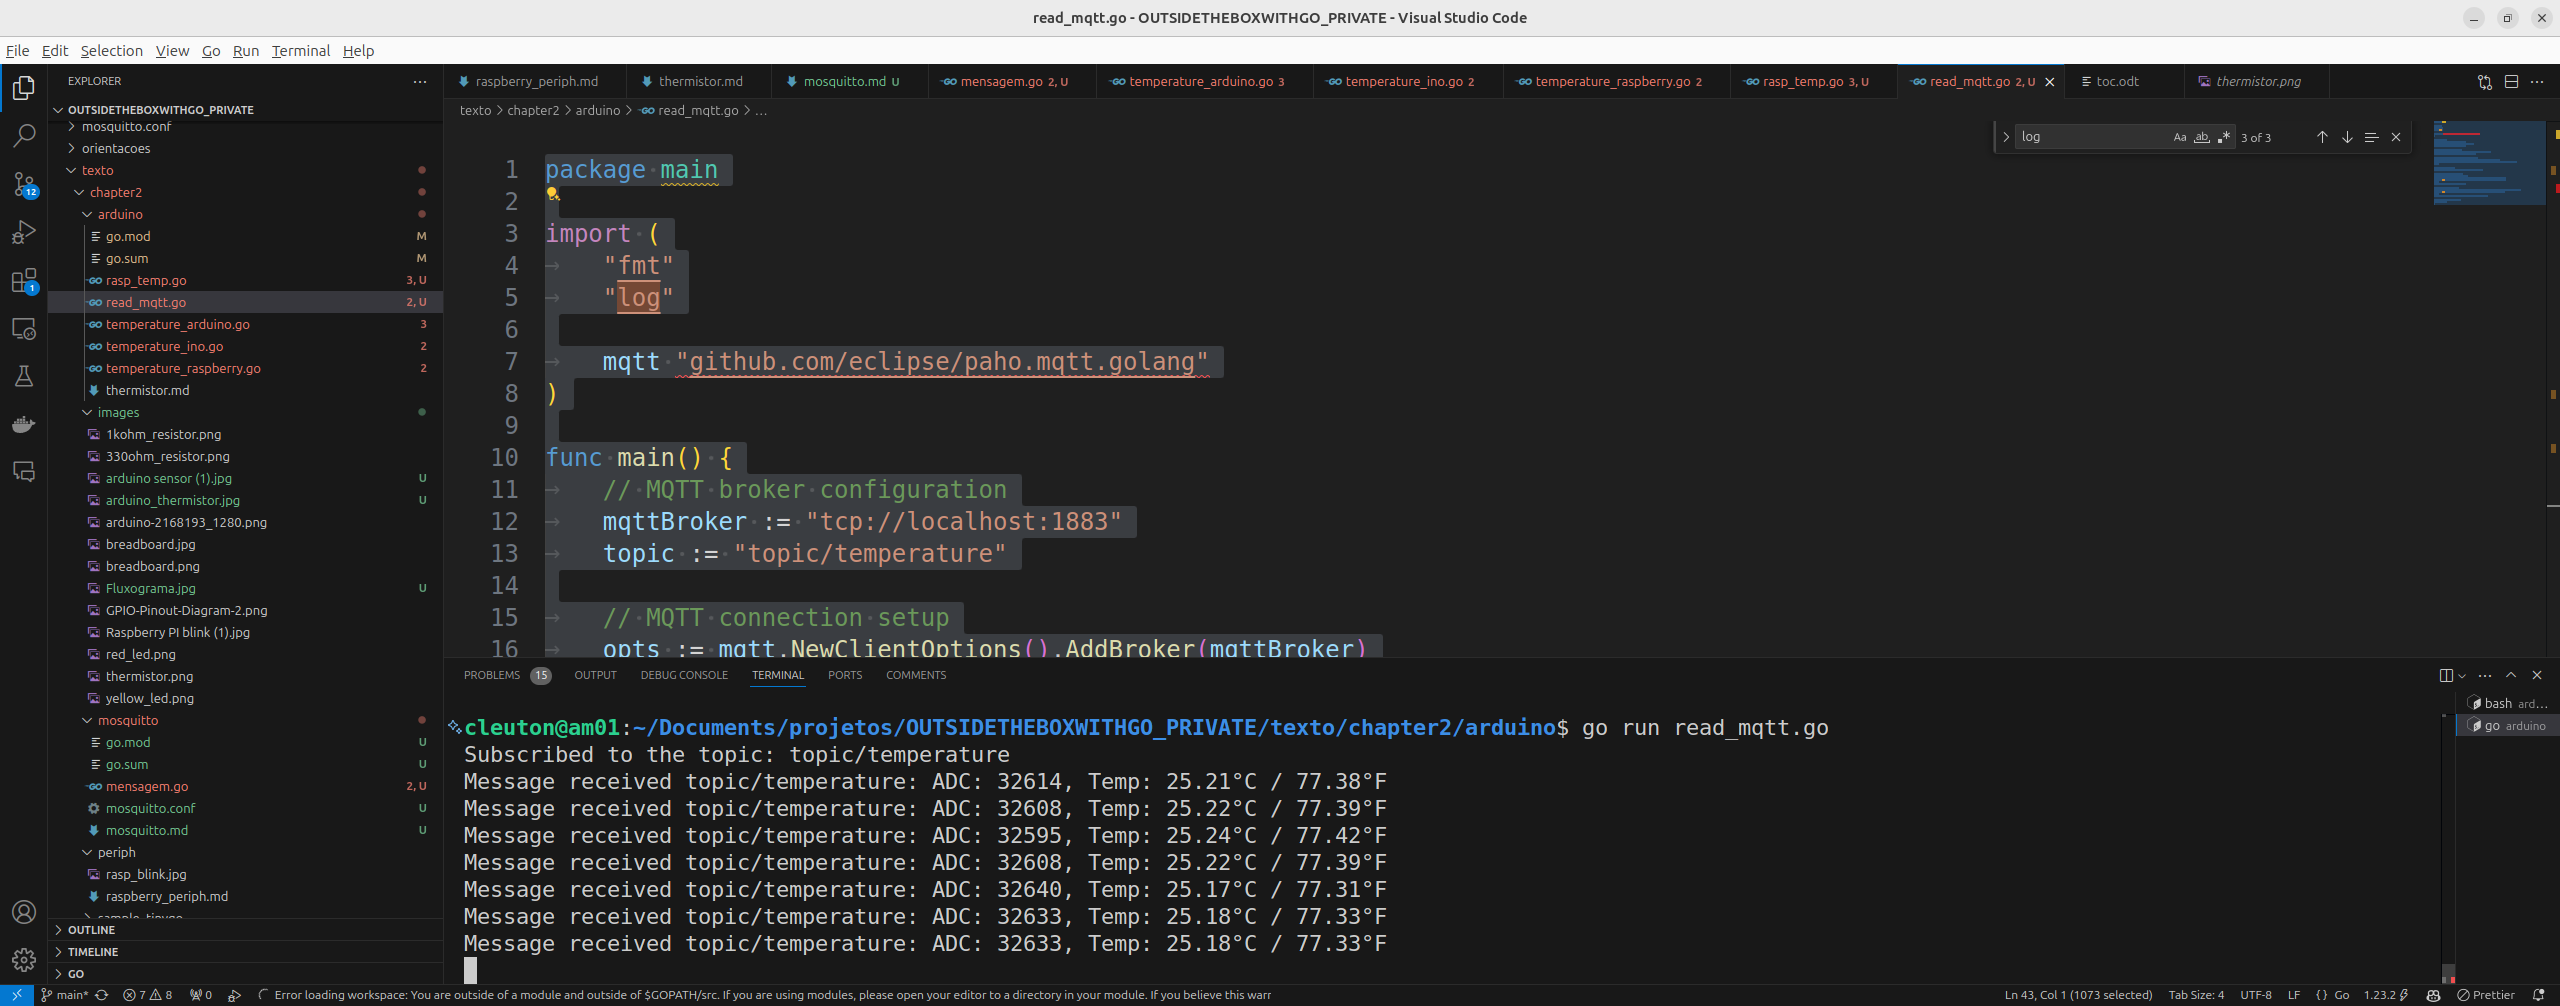 read_mqtt.go - OUTSIDETHEBOXWITHGO_PRIVATE - Visual Studio Code
File Edit Selection View Go Run Terminal Help
EXPLORER
OUTSIDETHEBOXWITHGO_PRIVATE
mosquitto.conf
orientacoes
texto
chapter2
arduino
go.mod M
go.sum M
rasp_temp.go 3, U
read_mqtt.go 2, U
temperature_arduino.go 3
temperature_ino.go 2
temperature_raspberry.go 2
thermistor.md
images
1kohm_resistor.png
330ohm_resistor.png
arduino sensor (1).jpg U
arduino_thermistor.jpg U
arduino-2168193_1280.png
breadboard.jpg
breadboard.png
Fluxograma.jpg U
GPIO-Pinout-Diagram-2.png
Raspberry PI blink (1).jpg
red_led.png
thermistor.png
yellow_led.png
mosquitto
go.mod U
go.sum U
mensagem.go 2, U
mosquitto.conf U
mosquitto.md U
periph
rasp_blink.jpg
raspberry_periph.md
OUTLINE
TIMELINE
GO
12
1
raspberry_periph.md thermistor.md mosquitto.md U mensagem.go 2, U temperature_arduino.go 3 temperature_ino.go 2 temperature_raspberry.go 2 rasp_temp.go 3, U read_mqtt.go 2, U toc.odt thermistor.png
texto > chapter2 > arduino > read_mqtt.go > ...
log Aa ab 3 of 3
1 package main
2
3 import (
4 "fmt"
5 "log"
6
7 mqtt "github.com/eclipse/paho.mqtt.golang"
8 )
9
10 func main() {
11 // MQTT broker configuration
12 mqttBroker := "tcp://localhost:1883"
13 topic := "topic/temperature"
14
15 // MQTT connection setup
16 opts := mqtt.NewClientOptions().AddBroker(mqttBroker)
PROBLEMS 15 OUTPUT DEBUG CONSOLE TERMINAL PORTS COMMENTS
cleuton@am01:~/Documents/projetos/OUTSIDETHEBOXWITHGO_PRIVATE/texto/chapter2/arduino$ go run read_mqtt.go
Subscribed to the topic: topic/temperature
Message received topic/temperature: ADC: 32614, Temp: 25.21°C / 77.38°F
Message received topic/temperature: ADC: 32608, Temp: 25.22°C / 77.39°F
Message received topic/temperature: ADC: 32595, Temp: 25.24°C / 77.42°F
Message received topic/temperature: ADC: 32608, Temp: 25.22°C / 77.39°F
Message received topic/temperature: ADC: 32640, Temp: 25.17°C / 77.31°F
Message received topic/temperature: ADC: 32633, Temp: 25.18°C / 77.33°F
Message received topic/temperature: ADC: 32633, Temp: 25.18°C / 77.33°F
bash ard...
go arduino
main* 7 8 0 Error loading workspace: You are outside of a module and outside of $GOPATH/src. If you are using modules, please open your editor to a directory in your module. If you believe this warr
Ln 43, Col 1 (1073 selected) Tab Size: 4 UTF-8 LF { } Go 1.23.2 Prettier